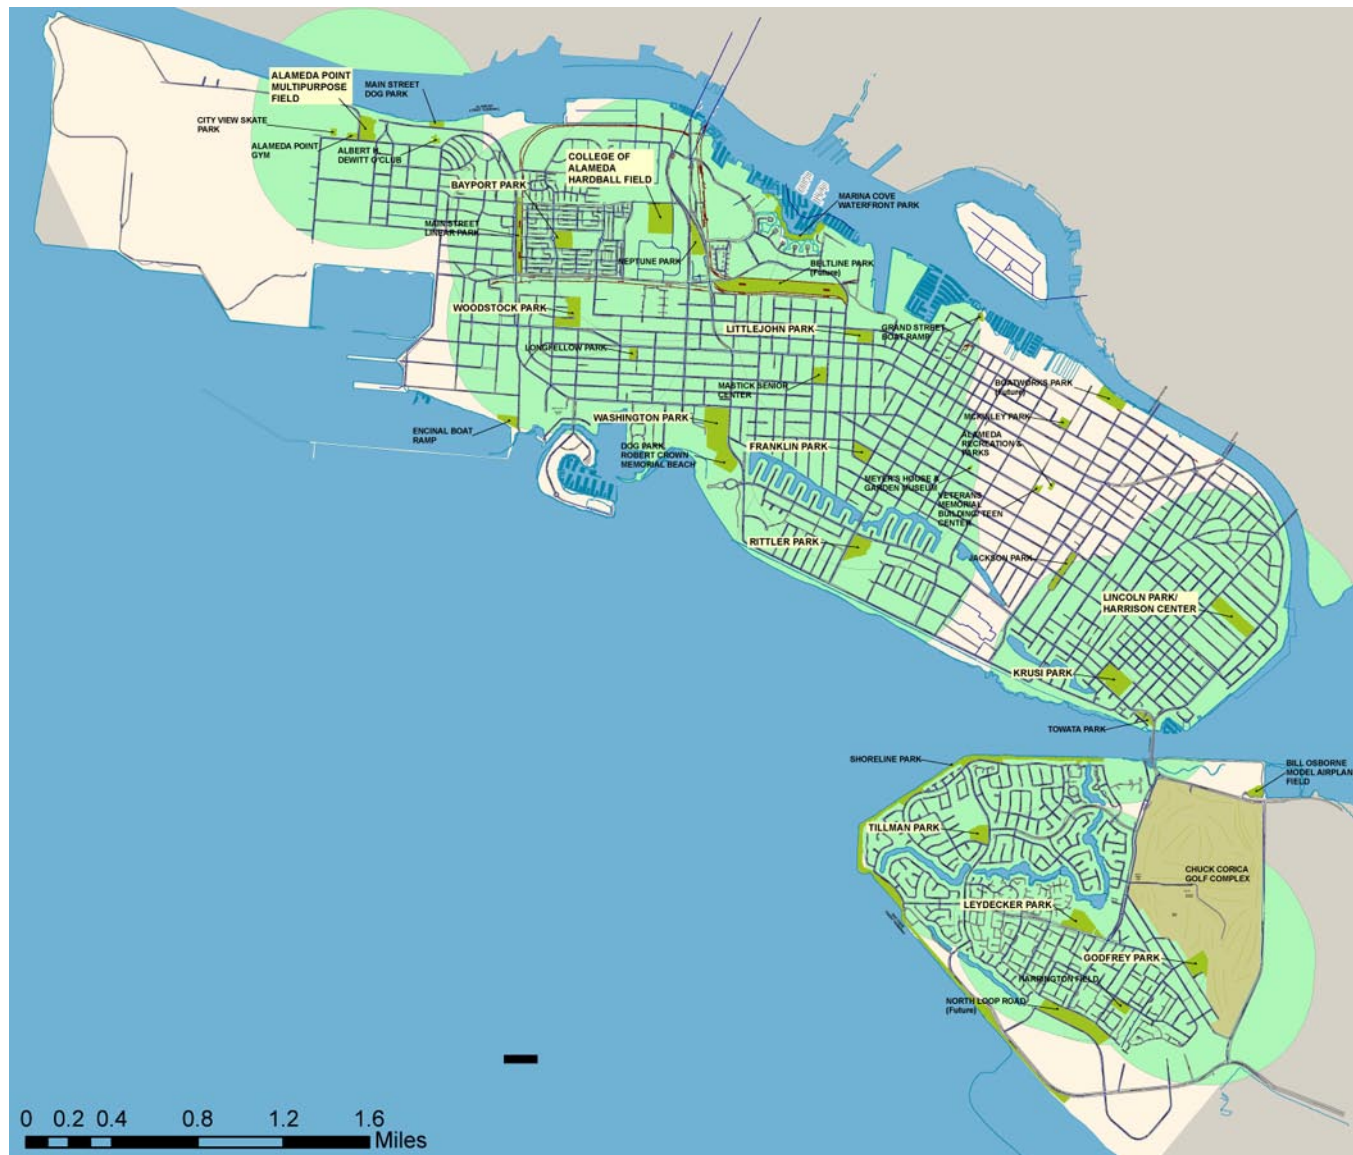 ALAMEDA POINT
MULTIPURPOSE
FIELD
MAIN STREET
DOG PARK
CITY VIEW SKATE
PARK
ALAMEDA POINT
GYM
ALBERT H.
DEWITT O'CLUB
COLLEGE OF
ALAMEDA
HARDBALL FIELD
BAYPORT PARK
MARINA COVE
WATERFRONT PARK
MAIN STREET
LINEAR PARK
NEPTUNE PARK
BELTLINE PARK
(Future)
WOODSTOCK PARK
LITTLEJOHN PARK
GRAND STREET
BOAT RAMP
LONGFELLOW PARK
MASTICK SENIOR
CENTER
BOATWORKS PARK
(Future)
ENCINAL BOAT
RAMP
WASHINGTON PARK
MCKINLEY PARK
DOG PARK
ROBERT CROWN
MEMORIAL BEACH
FRANKLIN PARK
ALAMEDA
RECREATION &
PARKS
MEYER'S HOUSE &
GARDEN MUSEUM
VETERANS
MEMORIAL
BUILDING/ TEEN
CENTER
RITTLER PARK
JACKSON PARK
LINCOLN PARK/
HARRISON CENTER
KRUSI PARK
TOWATA PARK
SHORELINE PARK
BILL OSBORNE
MODEL AIRPLAN
FIELD
TILLMAN PARK
CHUCK CORICA
GOLF COMPLEX
LEYDECKER PARK
GODFREY PARK
HARRINGTON FIELD
NORTH LOOP ROAD
(Future)
0 0.2 0.4 0.8 1.2 1.6
Miles